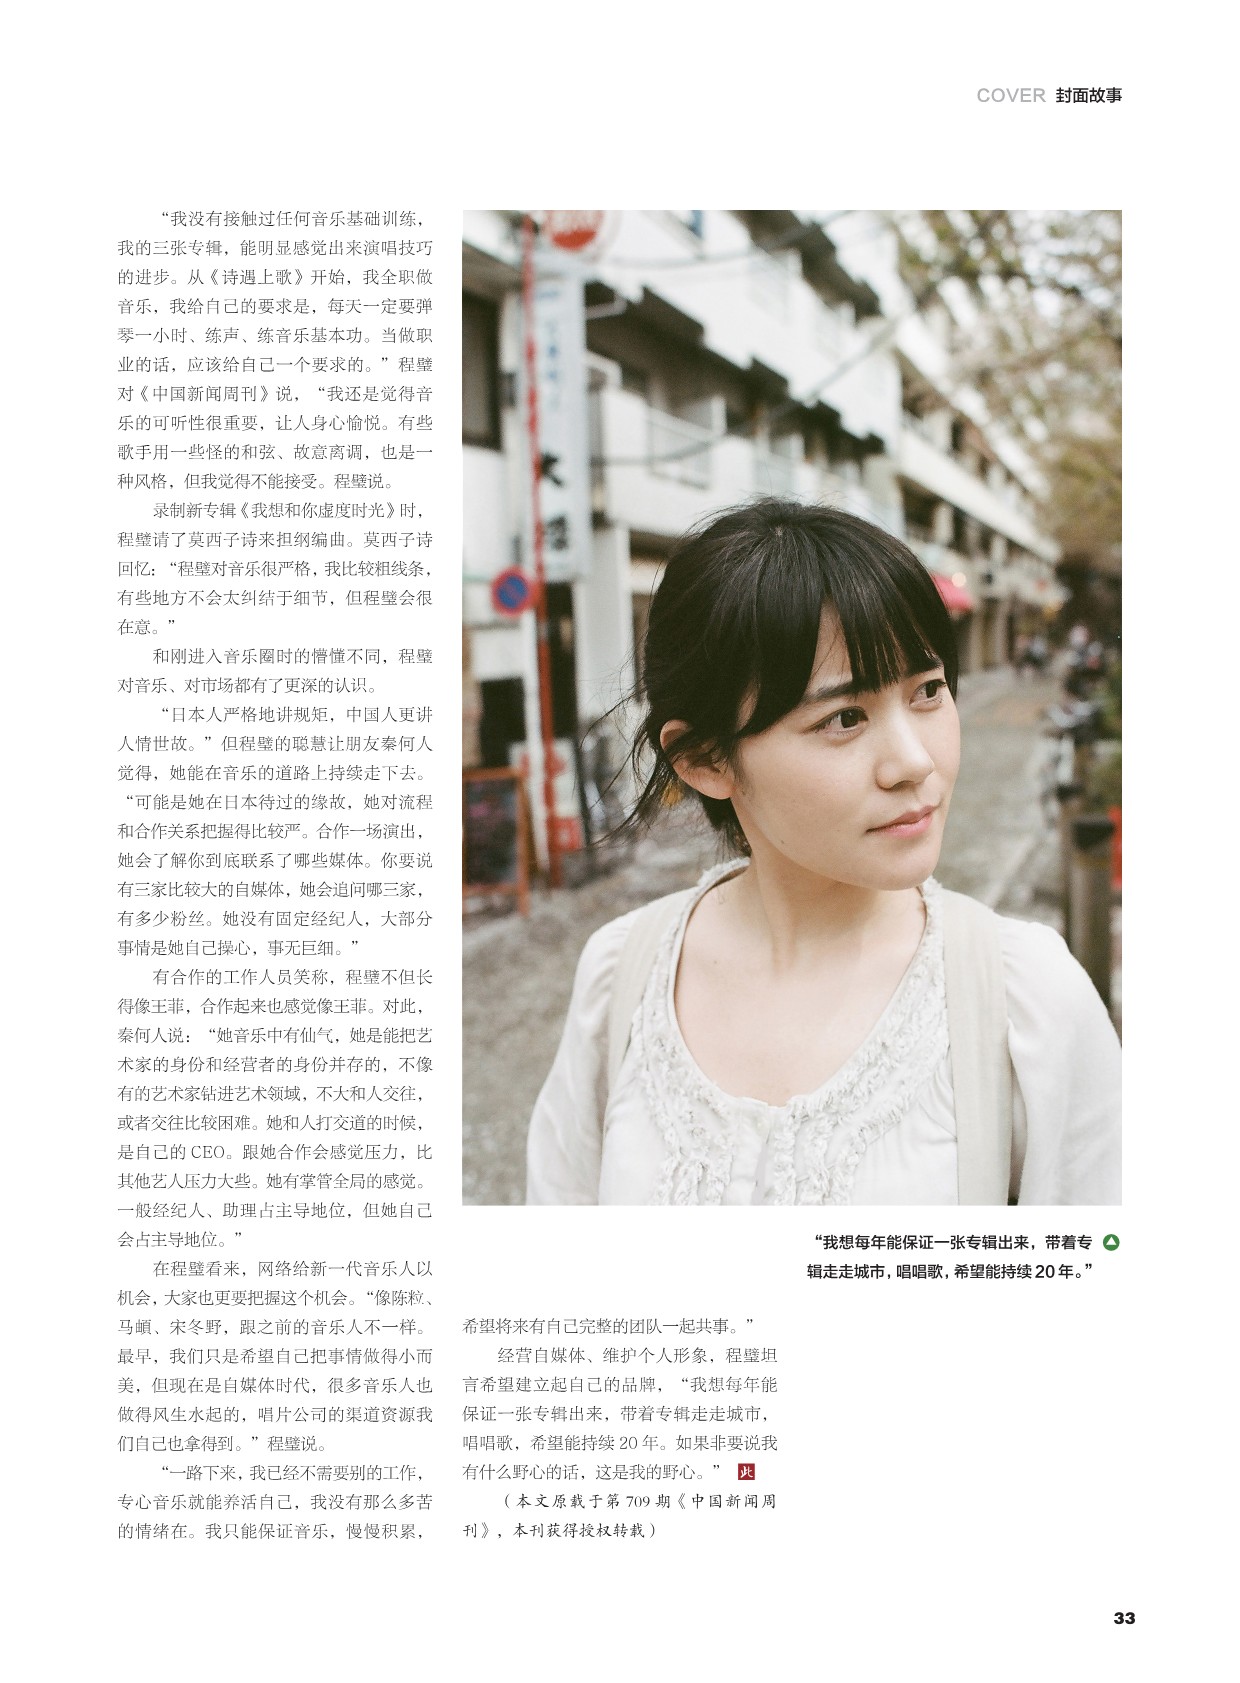 COVER 封面故事
“我没有接触过任何音乐基础训练，
我的三张专辑，能明显感觉出来演唱技巧
的进步。从《诗遇上歌》开始，我全职做
音乐，我给自己的要求是，每天一定要弹
琴一小时、练声、练音乐基本功。当做职
业的话，应该给自己一个要求的。”程璧
对《中国新闻周刊》说，“我还是觉得音
乐的可听性很重要，让人身心愉悦。有些
歌手用一些怪的和弦、故意离调，也是一
种风格，但我觉得不能接受。程璧说。
录制新专辑《我想和你虚度时光》时，
程璧请了莫西子诗来担纲编曲。莫西子诗
回忆：“程璧对音乐很严格，我比较粗线条，
有些地方不会太纠结于细节，但程璧会很
在意。”
和刚进入音乐圈时的懵懂不同，程璧
对音乐、对市场都有了更深的认识。
“日本人严格地讲规矩，中国人更讲
人情世故。”但程璧的聪慧让朋友秦何人
觉得，她能在音乐的道路上持续走下去。
“可能是她在日本待过的缘故，她对流程
和合作关系把握得比较严。合作一场演出，
她会了解你到底联系了哪些媒体。你要说
有三家比较大的自媒体，她会追问哪三家，
有多少粉丝。她没有固定经纪人，大部分
事情是她自己操心，事无巨细。”
有合作的工作人员笑称，程璧不但长
得像王菲，合作起来也感觉像王菲。对此，
秦何人说：“她音乐中有仙气，她是能把艺
术家的身份和经营者的身份并存的，不像
有的艺术家钻进艺术领域，不大和人交往，
或者交往比较困难。她和人打交道的时候，
是自己的 CEO。跟她合作会感觉压力，比
其他艺人压力大些。她有掌管全局的感觉。
一般经纪人、助理占主导地位，但她自己
会占主导地位。”
在程璧看来，网络给新一代音乐人以
机会，大家也更要把握这个机会。“像陈粒、
马頔、宋冬野，跟之前的音乐人不一样。
最早，我们只是希望自己把事情做得小而
美，但现在是自媒体时代，很多音乐人也
做得风生水起的，唱片公司的渠道资源我
们自己也拿得到。”程璧说。
“一路下来，我已经不需要别的工作，
专心音乐就能养活自己，我没有那么多苦
的情绪在。我只能保证音乐，慢慢积累，
“我想每年能保证一张专辑出来，带着专
辑走走城市，唱唱歌，希望能持续 20 年。”
希望将来有自己完整的团队一起共事。”
经营自媒体、维护个人形象，程璧坦
言希望建立起自己的品牌，“我想每年能
保证一张专辑出来，带着专辑走走城市，
唱唱歌，希望能持续 20 年。如果非要说我
有什么野心的话，这是我的野心。”
（本文原载于第 709 期《中国新闻周
刊》，本刊获得授权转载）
33